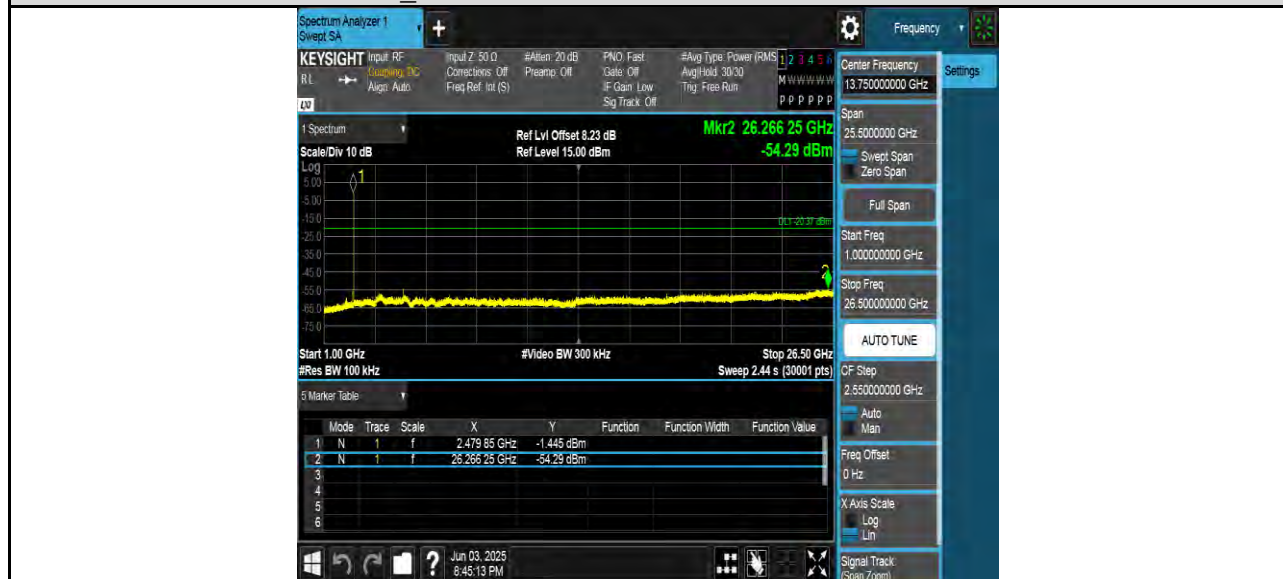 Spectrum Analyzer 1
Swept SA
+
Frequency
KEYSIGHT
RL
LXI
Input: RF
Coupling: DC
Align: Auto
Input Z: 50 Ω
Corrections: Off
Freq Ref: Int (S)
#Atten: 20 dB
Preamp: Off
PNO: Fast
Gate: Off
IF Gain: Low
Sig Track: Off
#Avg Type: Power (RMS
Avg|Hold: 30/30
Trig: Free Run
1 2 3 4 5 6
M W W W W W
P P P P P P
Center Frequency
13.750000000 GHz
Settings
1 Spectrum
Scale/Div 10 dB
Ref Lvl Offset 8.23 dB
Ref Level 15.00 dBm
Mkr2 26.266 25 GHz
-54.29 dBm
Log
5.00
-5.00
-15.0
-25.0
-35.0
-45.0
-55.0
-65.0
-75.0
1
DL1 -20.37 dBm
2
Start 1.00 GHz
#Res BW 100 kHz
#Video BW 300 kHz
Stop 26.50 GHz
Sweep 2.44 s (30001 pts)
Span
25.5000000 GHz
Swept Span
Zero Span
Full Span
Start Freq
1.000000000 GHz
Stop Freq
26.500000000 GHz
AUTO TUNE
CF Step
2.550000000 GHz
Auto
Man
Freq Offset
0 Hz
X Axis Scale
Log
Lin
Signal Track
(Span Zoom)
5 Marker Table
Mode Trace Scale X Y Function Function Width Function Value
1 N 1 f 2.479 85 GHz -1.445 dBm
2 N 1 f 26.266 25 GHz -54.29 dBm
3
4
5
6
?
Jun 03, 2025
8:45:13 PM